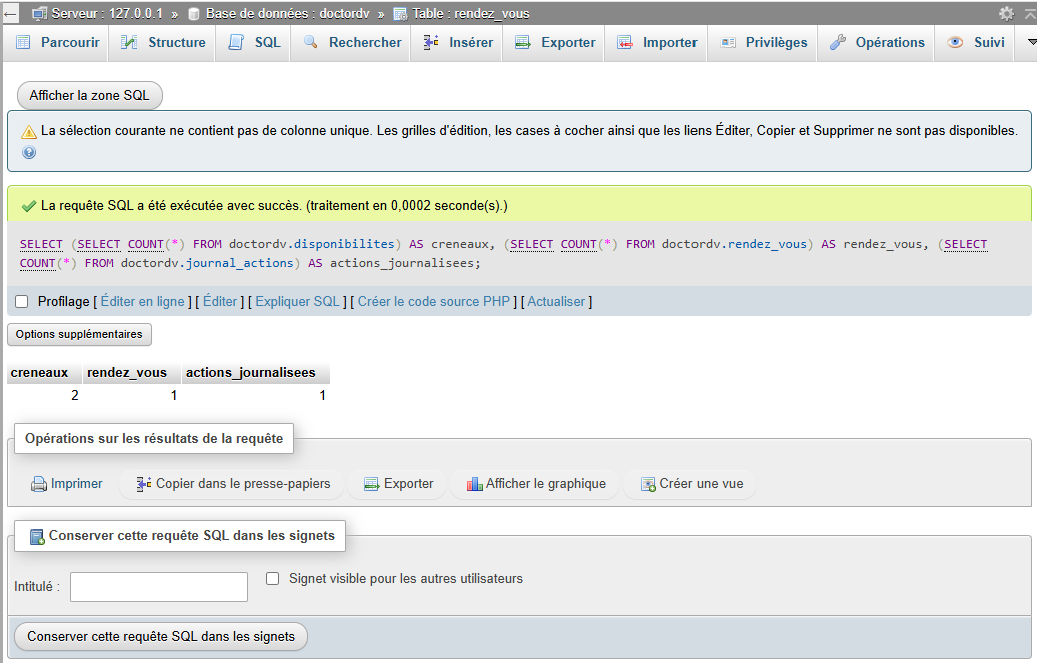 Serveur : 127.0.0.1 » Base de données : doctordv » Table : rendez_vous
Parcourir Structure SQL Rechercher Insérer Exporter Importer Privilèges Opérations Suivi
Afficher la zone SQL
La sélection courante ne contient pas de colonne unique. Les grilles d'édition, les cases à cocher ainsi que les liens Éditer, Copier et Supprimer ne sont pas disponibles.
La requête SQL a été exécutée avec succès. (traitement en 0,0002 seconde(s).)
SELECT (SELECT COUNT(*) FROM doctordv.disponibilites) AS creneaux, (SELECT COUNT(*) FROM doctordv.rendez_vous) AS rendez_vous, (SELECT
COUNT(*) FROM doctordv.journal_actions) AS actions_journalisees;
Profilage [ Éditer en ligne ] [ Éditer ] [ Expliquer SQL ] [ Créer le code source PHP ] [ Actualiser ]
Options supplémentaires
creneaux rendez_vous actions_journalisees
2 1 1
Opérations sur les résultats de la requête
Imprimer Copier dans le presse-papiers Exporter Afficher le graphique Créer une vue
Conserver cette requête SQL dans les signets
Intitulé : Signet visible pour les autres utilisateurs
Conserver cette requête SQL dans les signets